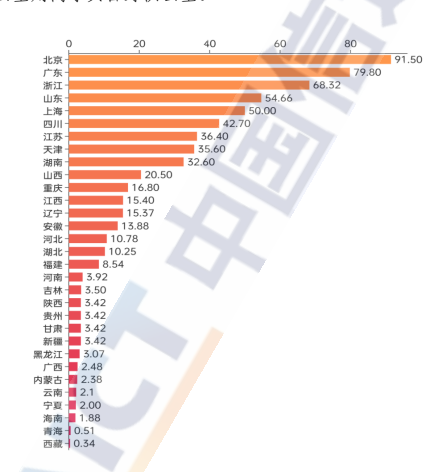 0 20 40 60 80
北京 91.50
广东 79.80
浙江 68.32
山东 54.66
上海 50.00
四川 42.70
江苏 36.40
天津 35.60
湖南 32.60
山西 20.50
重庆 16.80
江西 15.40
辽宁 15.37
安徽 13.88
河北 10.78
湖北 10.25
福建 8.54
河南 3.92
吉林 3.50
陕西 3.42
贵州 3.42
甘肃 3.42
新疆 3.42
黑龙江 3.07
广西 2.48
内蒙古 2.38
云南 2.1
宁夏 2.00
海南 1.88
青海 0.51
西藏 0.34
ICT 中国信